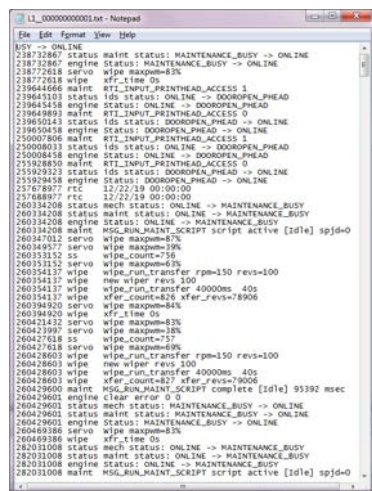 L1__000000000001.txt - Notepad
File Edit Format View Help
USY -> ONLINE
238732867 status maint status: MAINTENANCE_BUSY -> ONLINE
238732867 engine Status: MAINTENANCE_BUSY -> ONLINE
238772618 servo wipe maxpwm=83%
238772618 wipe xfr_time 0s
239644666 maint RTI_INPUT_PRINTHEAD_ACCESS 1
239645103 status ids status: ONLINE -> DOOROPEN_PHEAD
239645458 engine Status: ONLINE -> DOOROPEN_PHEAD
239649893 maint RTI_INPUT_PRINTHEAD_ACCESS 0
239650143 status ids status: DOOROPEN_PHEAD -> ONLINE
239650458 engine Status: DOOROPEN_PHEAD -> ONLINE
250007806 maint RTI_INPUT_PRINTHEAD_ACCESS 1
250008033 status ids status: ONLINE -> DOOROPEN_PHEAD
250008458 engine Status: ONLINE -> DOOROPEN_PHEAD
255928850 maint RTI_INPUT_PRINTHEAD_ACCESS 0
255929323 status ids status: DOOROPEN_PHEAD -> ONLINE
255929458 engine Status: DOOROPEN_PHEAD -> ONLINE
257678977 rtc 12/22/19 00:00:00
257688977 rtc 12/22/19 00:00:00
260334208 status mech status: ONLINE -> MAINTENANCE_BUSY
260334208 status maint status: ONLINE -> MAINTENANCE_BUSY
260334208 engine Status: ONLINE -> MAINTENANCE_BUSY
260334208 maint MSG_RUN_MAINT_SCRIPT script active [Idle] spjd=0
260347012 servo wipe maxpwm=87%
260349577 servo wipe maxpwm=39%
260353152 ss wipe_count=756
260353152 servo wipe maxpwm=63%
260354137 wipe wipe_run_transfer rpm=150 revs=100
260354137 wipe new wiper revs 100
260354137 wipe wipe_run_transfer 40000ms 40s
260354137 wipe xfer_count=826 xfer_revs=78906
260394920 servo wipe maxpwm=84%
260394920 wipe xfr_time 0s
260421432 servo wipe maxpwm=83%
260423997 servo wipe maxpwm=38%
260427618 ss wipe_count=757
260427618 servo wipe maxpwm=69%
260428603 wipe wipe_run_transfer rpm=150 revs=100
260428603 wipe new wiper revs 100
260428603 wipe wipe_run_transfer 40000ms 40s
260428603 wipe xfer_count=827 xfer_revs=79006
260429600 maint MSG_RUN_MAINT_SCRIPT complete [Idle] 95392 msec
260429601 engine clear error 0 0
260429601 status mech status: MAINTENANCE_BUSY -> ONLINE
260429601 status maint status: MAINTENANCE_BUSY -> ONLINE
260429601 engine Status: MAINTENANCE_BUSY -> ONLINE
260469386 servo wipe maxpwm=83%
260469386 wipe xfr_time 0s
282031008 status mech status: ONLINE -> MAINTENANCE_BUSY
282031008 status maint status: ONLINE -> MAINTENANCE_BUSY
282031008 engine Status: ONLINE -> MAINTENANCE_BUSY
282031008 maint MSG_RUN_MAINT_SCRIPT script active [Idle] spjd=0